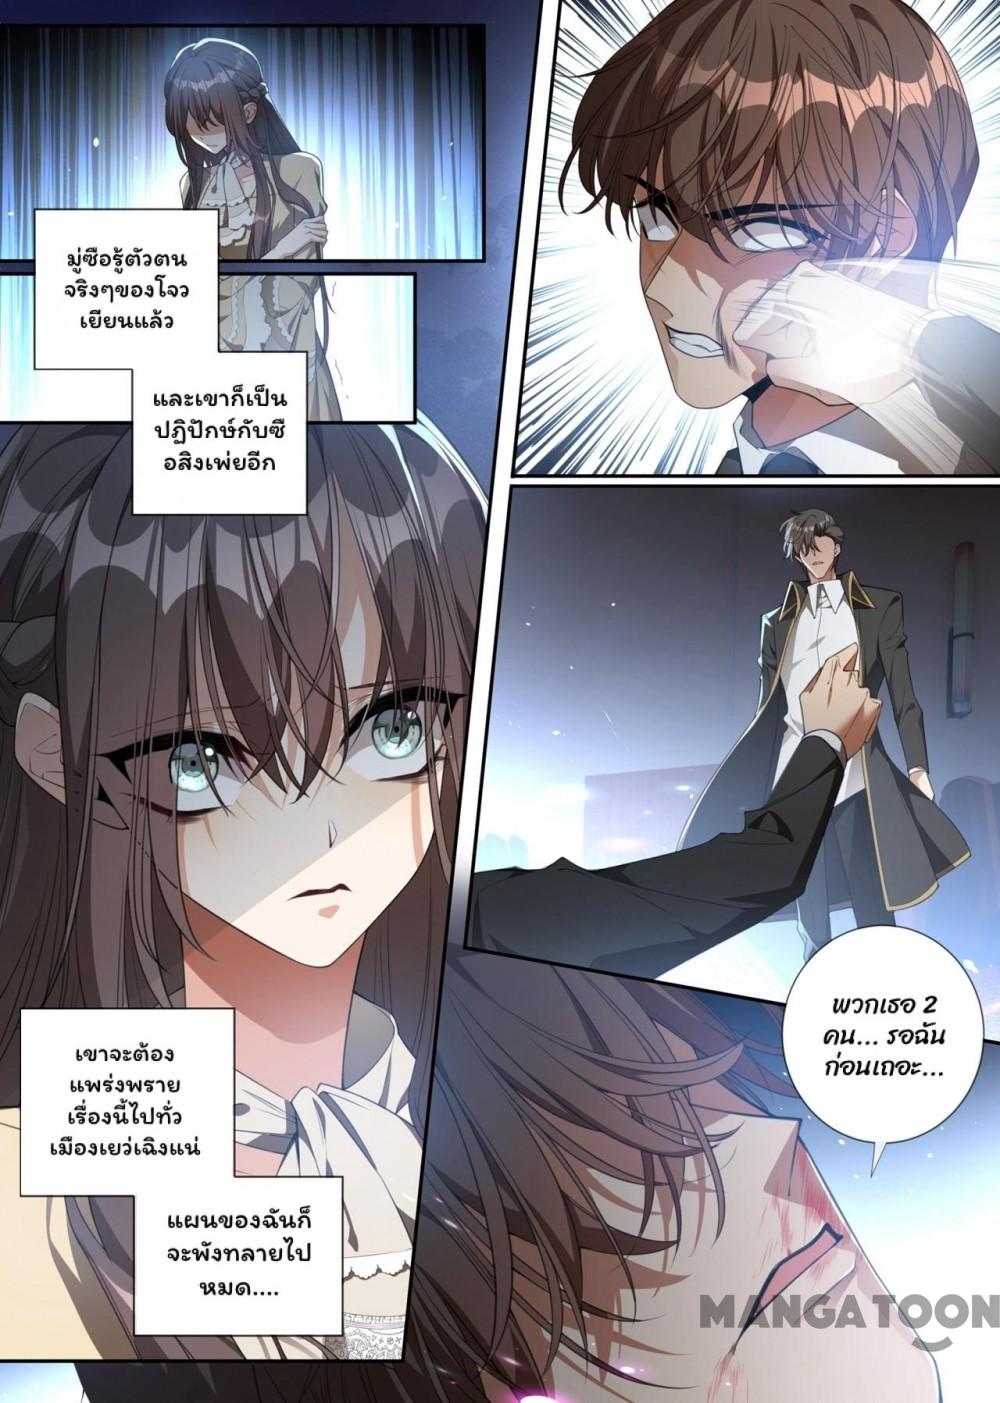 มู่ซือรู้ตัวตน
จริงๆของโจว
เยียนแล้ว
และเขาก็เป็น
ปฏิปักษ์กับซื
อสิงเพ่ยอีก
พวกเธอ 2
คน... รอฉัน
ก่อนเถอะ...
เขาจะต้อง
แพร่งพราย
เรื่องนี้ไปทั่ว
เมืองเยว่เฉิงแน่
แผนของฉันก็
จะพังทลายไป
หมด....
MANGATOON